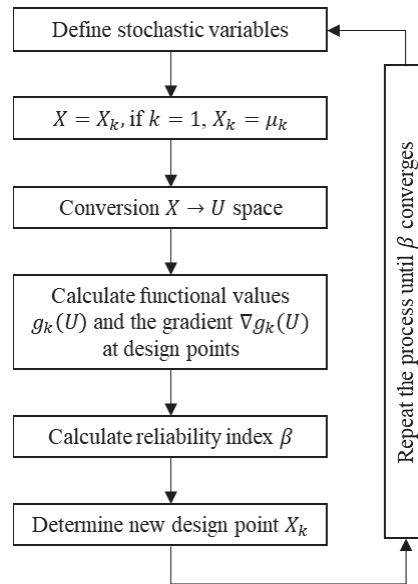 Define stochastic variables
X = X_k, if k = 1, X_k = μ_k
Conversion X → U space
Calculate functional values
g_k(U) and the gradient ∇g_k(U)
at design points
Calculate reliability index β
Determine new design point X_k
Repeat the process until β converges